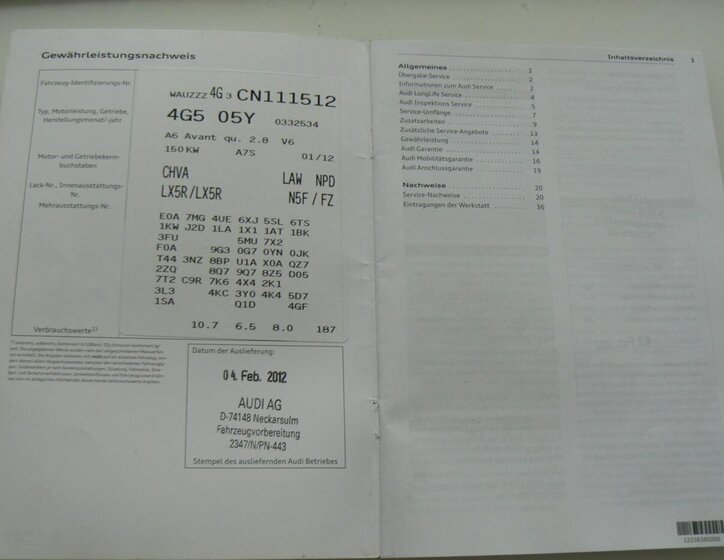 Gewährleistungsnachweis
Fahrzeug-Identifizierungs-Nr
WAUZZZ 4G 3 CN111512
Typ, Motorleistung, Getriebe,
Herstellungsmonat/-jahr
4G5 05Y 0332534
A6 Avant qu. 2.8 V6
150KW A7S 01/12
Motor- und Getriebekenn-
buchstaben
CHVA LAW NPD
Lack-Nr., Innenausstattungs-
Nr.
LX5R/LX5R N5F / FZ
Mehrausstattungs-Nr.
E0A 7MG 4UE 6XJ 5SL 6TS
1KW J2D 1LA 1X1 1AT 1BK
3FU 5MU 7X2
F0A 9G3 0G7 0YN 0JK
T44 3NZ 8BP U1A X0A QZ7
2ZQ 8Q7 9Q7 8Z5 D05
7T2 C9R 7K6 4X4 2K1
3L3 4KC 3Y0 4K4 5D7
1SA Q1D 4GF
Verbrauchswerte¹⁾
10.7 6.5 8.0 187
Datum der Auslieferung:
04. Feb. 2012
AUDI AG
D-74148 Neckarsulm
Fahrzeugvorbereitung
2347/N/PN-443
Stempel des ausliefernden Audi Betriebes
Inhaltsverzeichnis 1
Allgemeines 2
Übergabe-Service 2
Informationen zum Audi Service 2
Audi LongLife Service 4
Audi Inspektions Service 5
Service-Umfänge 7
Zusatzarbeiten 9
Zusätzliche Service-Angebote 13
Gewährleistung 14
Audi Garantie 14
Audi Mobilitätsgarantie 16
Audi Anschlussgarantie 19
Nachweise 20
Service-Nachweise 20
Eintragungen der Werkstatt 36